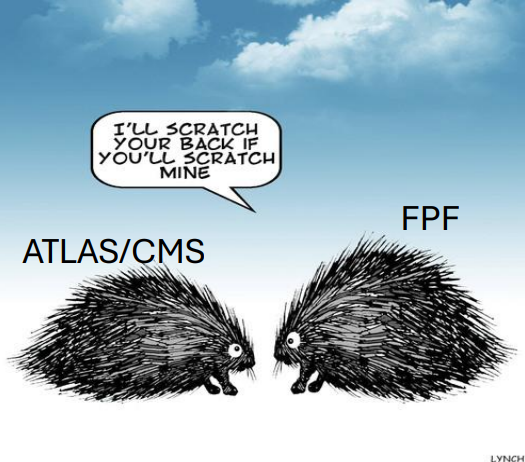 I'LL SCRATCH
YOUR BACK IF
YOU'LL SCRATCH
MINE
FPF
ATLAS/CMS
LYNCH